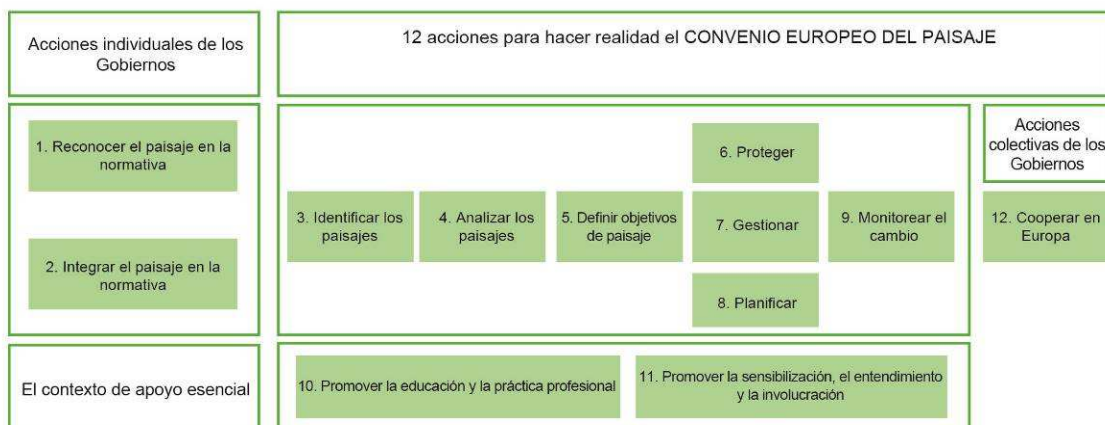 Acciones individuales de los
Gobiernos
12 acciones para hacer realidad el CONVENIO EUROPEO DEL PAISAJE
1. Reconocer el paisaje en la
normativa
2. Integrar el paisaje en la
normativa
3. Identificar los
paisajes
4. Analizar los
paisajes
5. Definir objetivos
de paisaje
6. Proteger
7. Gestionar
8. Planificar
9. Monitorear el
cambio
Acciones
colectivas de los
Gobiernos
12. Cooperar en
Europa
El contexto de apoyo esencial
10. Promover la educación y la práctica profesional
11. Promover la sensibilización, el entendimiento
y la involucración